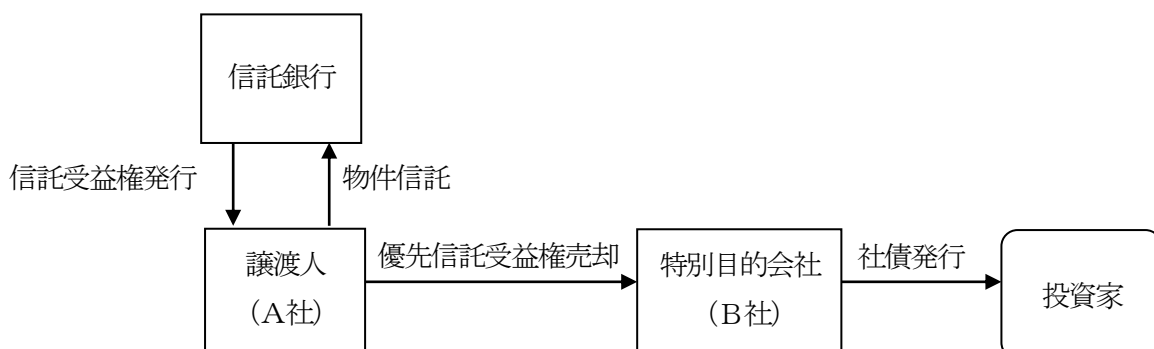 信託銀行
信託受益権発行
物件信託
譲渡人
（Ａ社）
優先信託受益権売却
特別目的会社
（Ｂ社）
社債発行
投資家